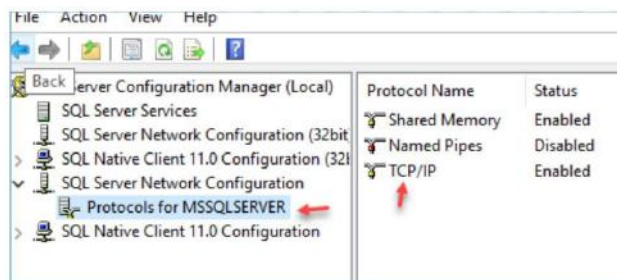 File Action View Help
Back
Server Configuration Manager (Local)
SQL Server Services
SQL Server Network Configuration (32bit
SQL Native Client 11.0 Configuration (32b
SQL Server Network Configuration
Protocols for MSSQLSERVER
SQL Native Client 11.0 Configuration
Protocol Name Status
Shared Memory Enabled
Named Pipes Disabled
TCP/IP Enabled